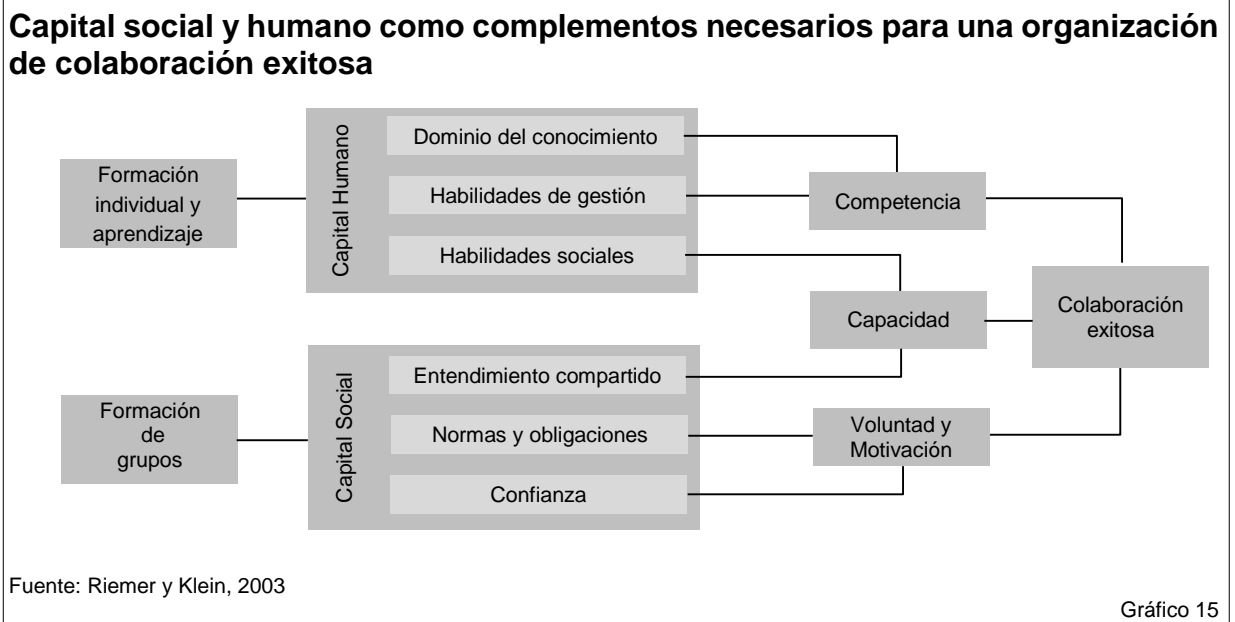 Capital social y humano como complementos necesarios para una organización
de colaboración exitosa
Formación
individual y
aprendizaje
Capital Humano
Dominio del conocimiento
Habilidades de gestión
Habilidades sociales
Competencia
Capacidad
Colaboración
exitosa
Formación
de
grupos
Capital Social
Entendimiento compartido
Normas y obligaciones
Confianza
Voluntad y
Motivación
Fuente: Riemer y Klein, 2003
Gráfico 15